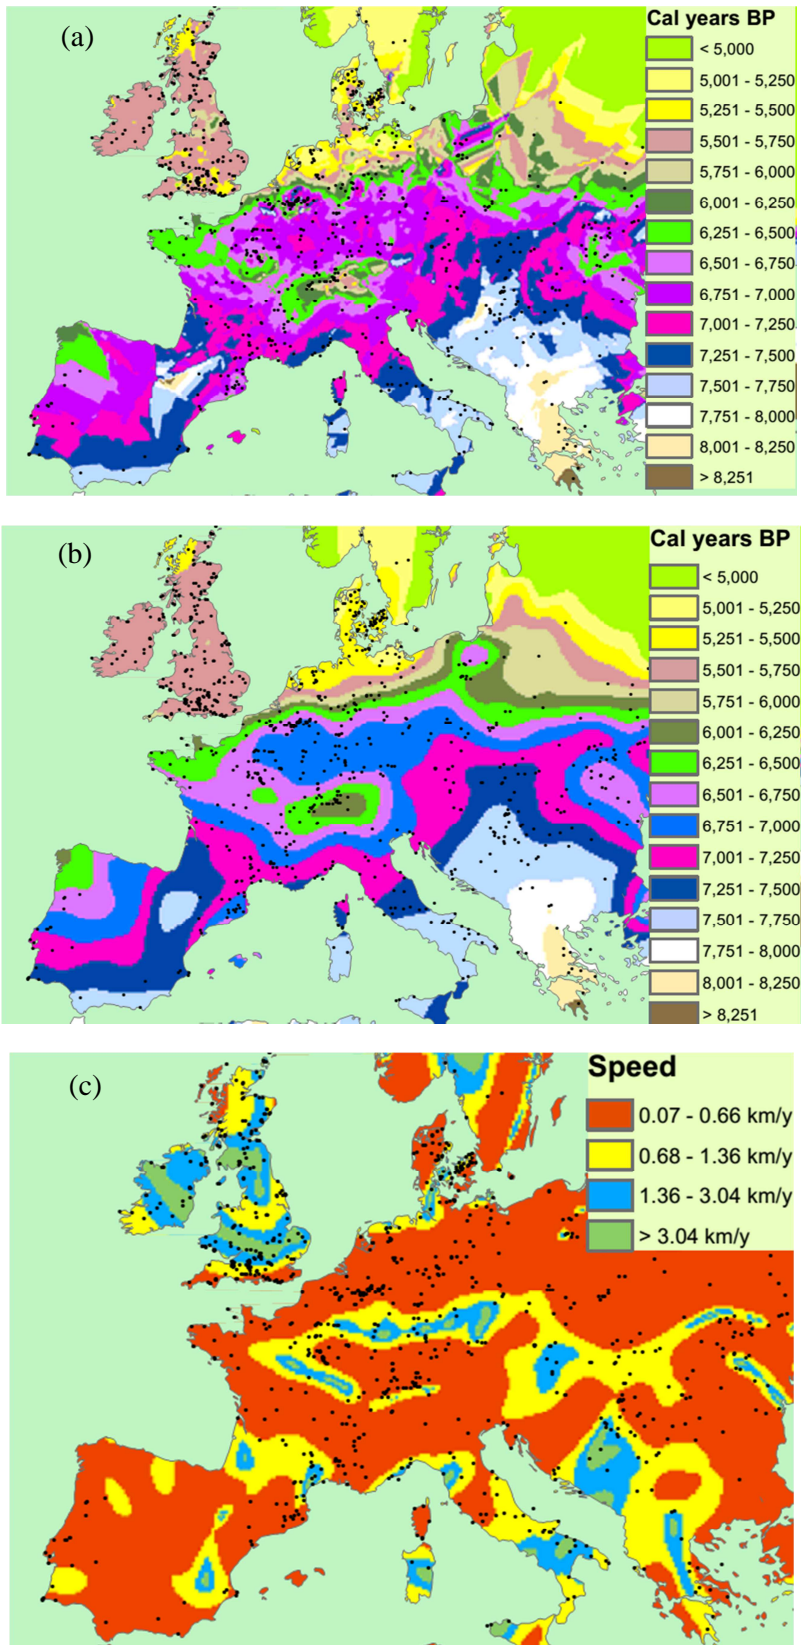 (a)
Cal years BP
< 5,000
5,001 - 5,250
5,251 - 5,500
5,501 - 5,750
5,751 - 6,000
6,001 - 6,250
6,251 - 6,500
6,501 - 6,750
6,751 - 7,000
7,001 - 7,250
7,251 - 7,500
7,501 - 7,750
7,751 - 8,000
8,001 - 8,250
> 8,251
(b)
Cal years BP
< 5,000
5,001 - 5,250
5,251 - 5,500
5,501 - 5,750
5,751 - 6,000
6,001 - 6,250
6,251 - 6,500
6,501 - 6,750
6,751 - 7,000
7,001 - 7,250
7,251 - 7,500
7,501 - 7,750
7,751 - 8,000
8,001 - 8,250
> 8,251
(c)
Speed
0.07 - 0.66 km/y
0.68 - 1.36 km/y
1.36 - 3.04 km/y
> 3.04 km/y